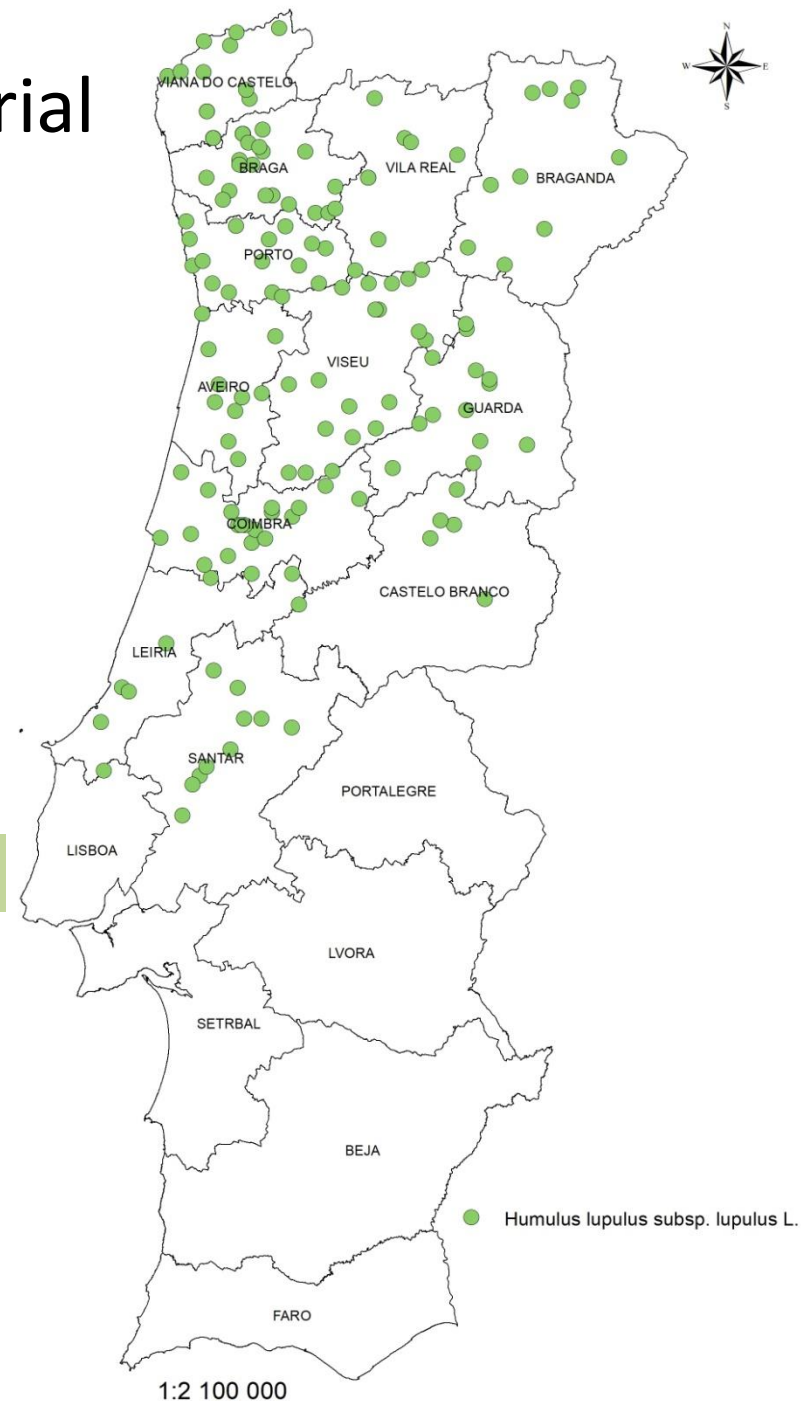 N
W E
S
rial
VIANA DO CASTELO
BRAGA
VILA REAL
BRAGANDA
PORTO
VISEU
AVEIRO
GUARDA
COIMBRA
CASTELO BRANCO
LEIRIA
SANTAR
PORTALEGRE
LISBOA
LVORA
SETRBAL
BEJA
Humulus lupulus subsp. lupulus L.
FARO
1:2 100 000